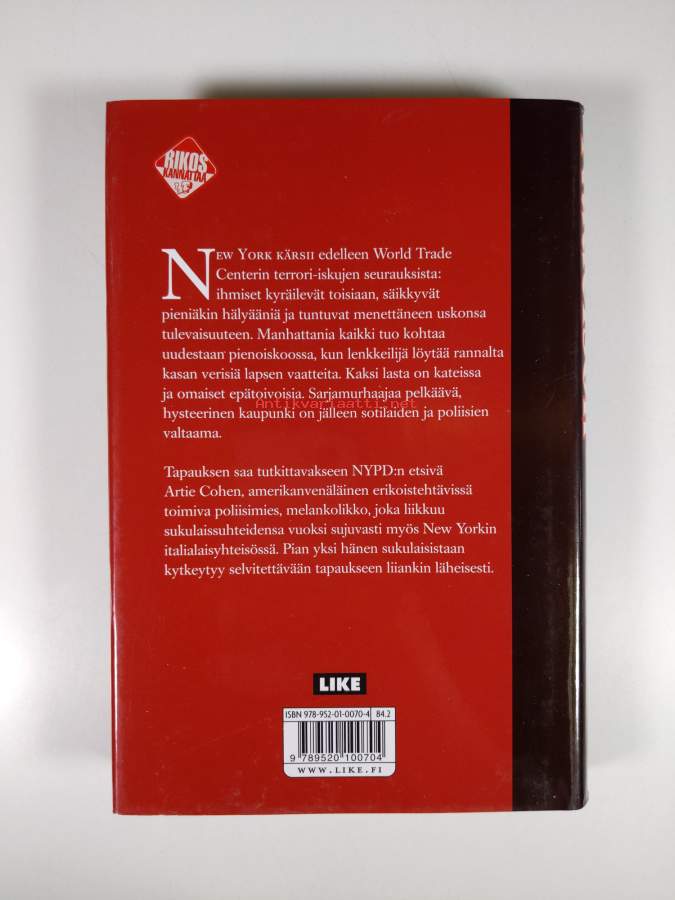 RIKOS
KANNATTAA
NEW YORK KÄRSII edelleen World Trade
Centerin terrori-iskujen seurauksista:
ihmiset kyräilevät toisiaan, säikkyvät
pieniäkin hälyääniä ja tuntuvat menettäneen uskonsa
tulevaisuuteen. Manhattania kaikki tuo kohtaa
uudestaan pienoiskoossa, kun lenkkeilijä löytää rannalta
kasan verisiä lapsen vaatteita. Kaksi lasta on kateissa
ja omaiset epätoivoisia. Sarjamurhaajaa pelkäävä,
Antikvariaatti.net
hysteerinen kaupunki on jälleen sotilaiden ja poliisien
valtaama.
Tapauksen saa tutkittavakseen NYPD:n etsivä
Artie Cohen, amerikanvenäläinen erikoistehtävissä
toimiva poliisimies, melankolikko, joka liikkuu
sukulaissuhteidensa vuoksi sujuvasti myös New Yorkin
italialaisyhteisössä. Pian yksi hänen sukulaisistaan
kytkeytyy selvitettävään tapaukseen liiankin läheisesti.
LIKE
ISBN 978-952-01-0070-4 84.2
9 789520 100704
WWW.LIKE.FI